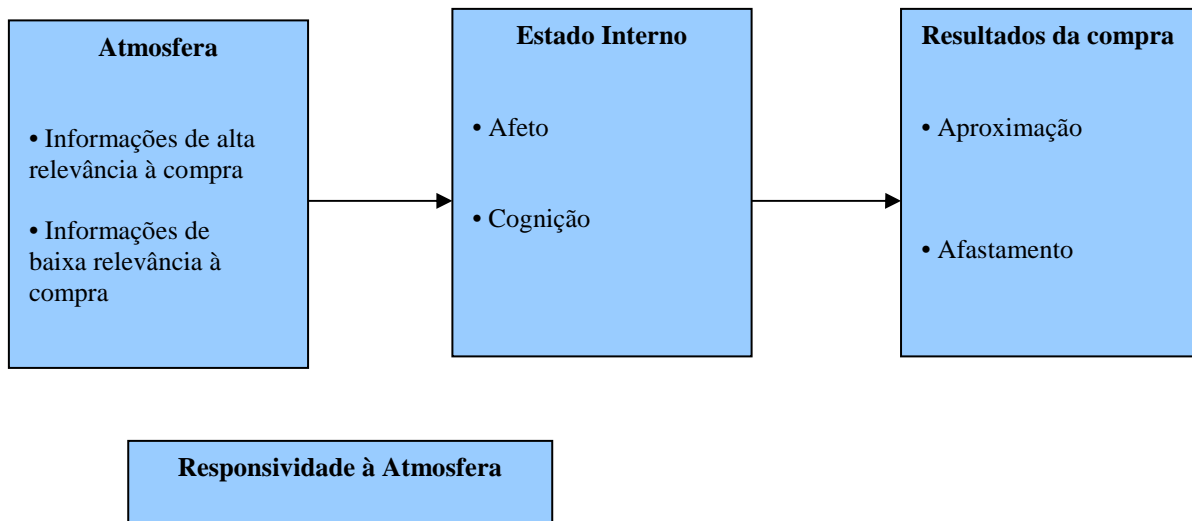 Atmosfera
• Informações de alta
relevância à compra
• Informações de
baixa relevância à
compra
Estado Interno
• Afeto
• Cognição
Resultados da compra
• Aproximação
• Afastamento
Responsividade à Atmosfera